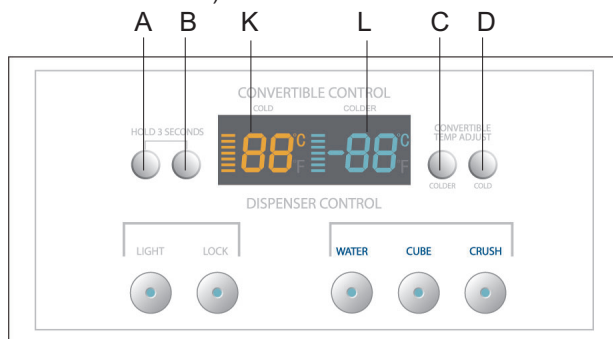 A B K L C D
CONVERTIBLE CONTROL
COLD COLDER
HOLD 3 SECONDS
CONVERTIBLE
TEMP ADJUST
88 °C F -88 °C F
COLDER COLD
DISPENSER CONTROL
LIGHT LOCK WATER CUBE CRUSH